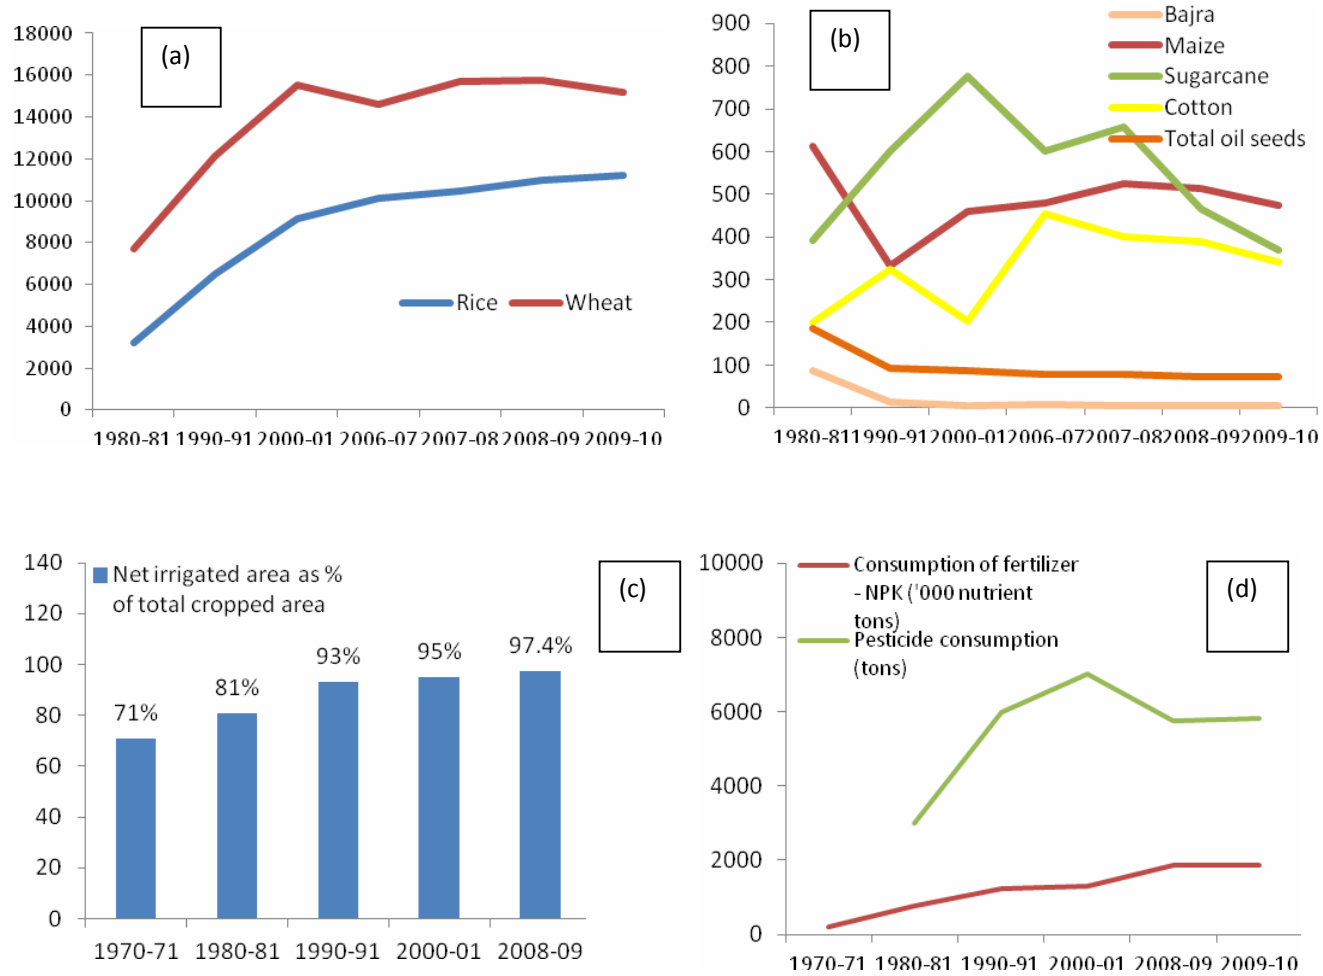 (a)
18000
16000
14000
12000
10000
8000
6000
4000
2000
0
Rice
Wheat
1980-81 1990-91 2000-01 2006-07 2007-08 2008-09 2009-10
(b)
900
800
700
600
500
400
300
200
100
0
Bajra
Maize
Sugarcane
Cotton
Total oil seeds
1980-81 1990-91 2000-01 2006-07 2007-08 2008-09 2009-10
(c)
140
120
100
80
60
40
20
0
Net irrigated area as %
of total cropped area
71%
81%
93%
95%
97.4%
1970-71 1980-81 1990-91 2000-01 2008-09
(d)
10000
8000
6000
4000
2000
0
Consumption of fertilizer
- NPK ('000 nutrient
tons)
Pesticide consumption
(tons)
1970-71 1980-81 1990-91 2000-01 2008-09 2009-10